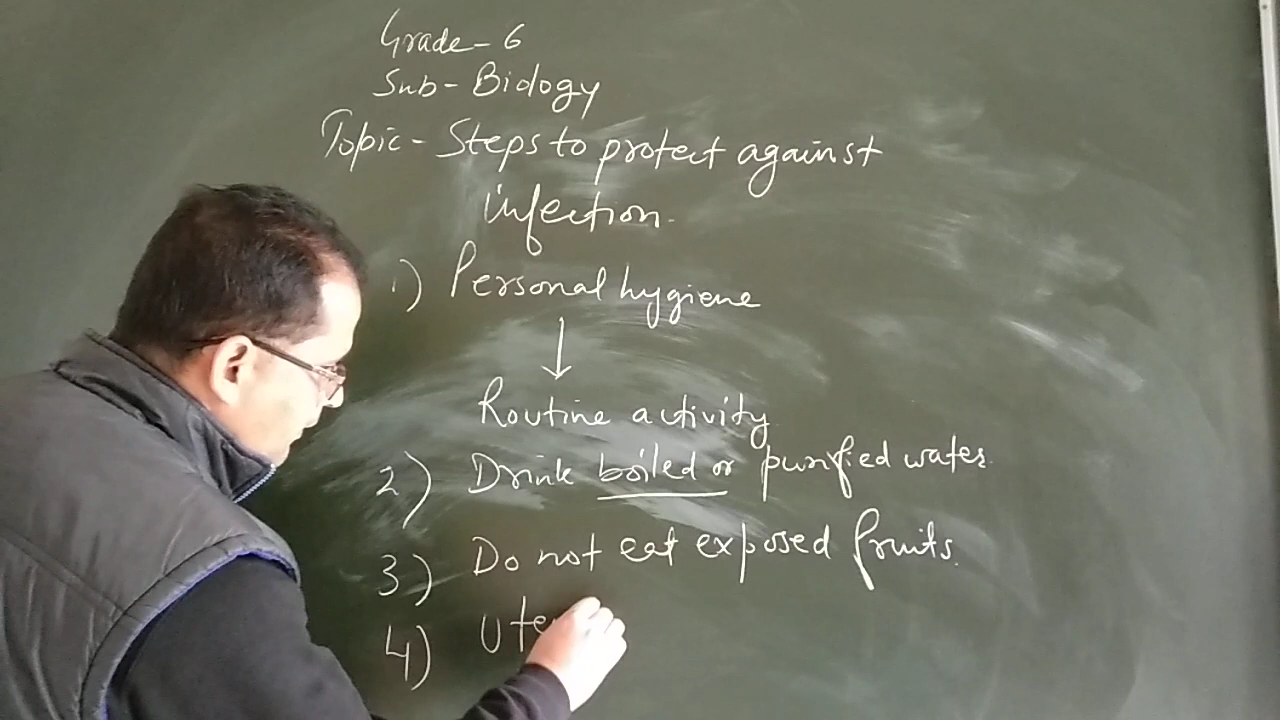 Grade - 6
Sub - Biology
Topic - Steps to protect against
infection.
1) Personal hygiene
↓
Routine activity
2) Drink boiled or purified water.
3) Do not eat exposed fruits.
4) Ute